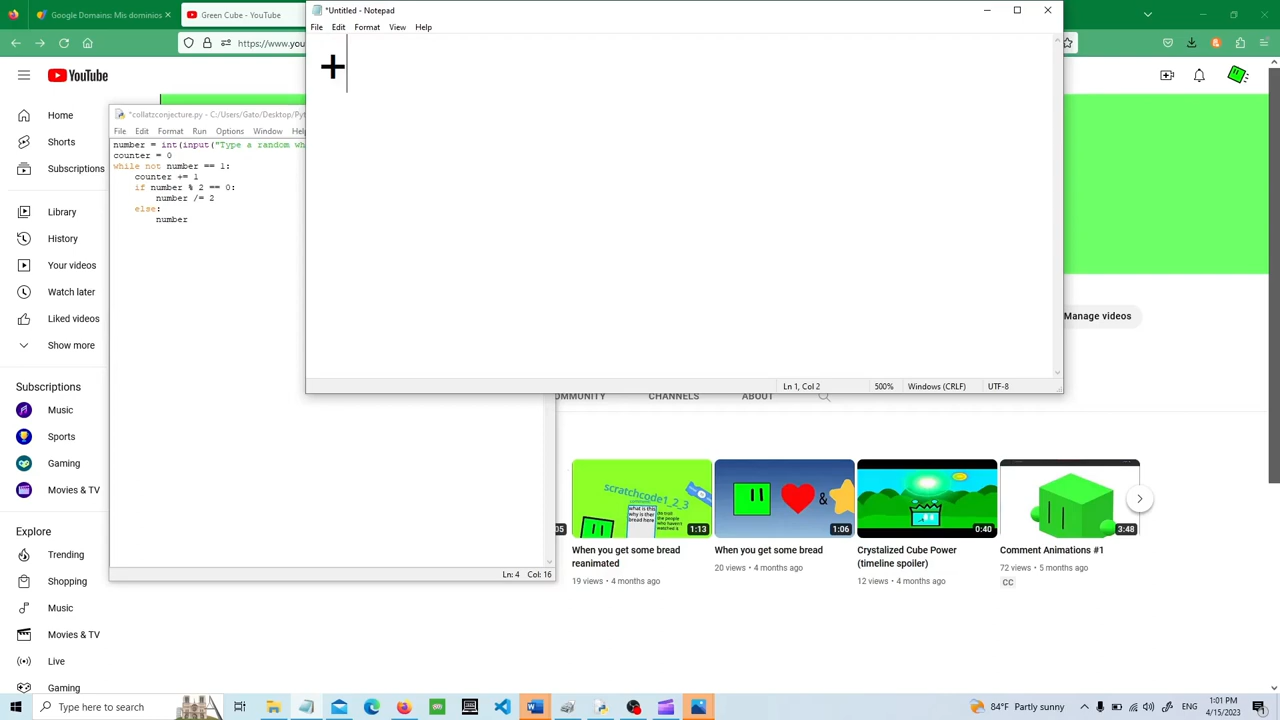 *Untitled - Notepad
Google Domains: Mis dominios
Green Cube - YouTube
File Edit Format View Help
https://www.you
+
YouTube
Home
Shorts
Subscriptions
Library
History
Your videos
Watch later
Liked videos
Show more
Subscriptions
Music
Sports
Gaming
Movies & TV
Explore
Trending
Shopping
Music
Movies & TV
Live
Gaming
*collatzconjecture.py - C:/Users/Gato/Desktop/Py
File Edit Format Run Options Window Help
number = int(input("Type a random wh
counter = 0
while not number == 1:
    counter += 1
    if number % 2 == 0:
        number /= 2
    else:
        number
Ln: 4 Col: 16
Ln 1, Col 2 500% Windows (CRLF) UTF-8
Manage videos
CHANNELS ABOUT
scratchcode1_2_3
1:13
When you get some bread
reanimated
19 views • 4 months ago
&
1:06
When you get some bread
20 views • 4 months ago
0:40
Crystalized Cube Power
(timeline spoiler)
12 views • 4 months ago
3:48
Comment Animations #1
72 views • 5 months ago
CC
Type here to search
84°F Partly sunny
ENG
1:01 PM
4/15/2023